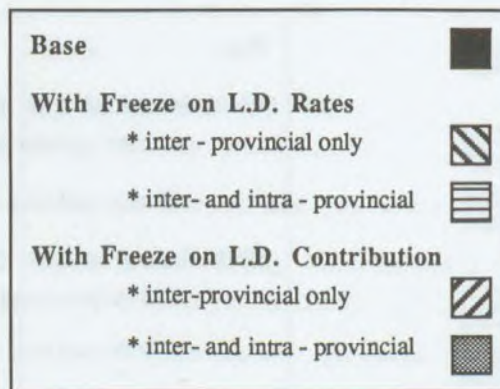 Base
With Freeze on L.D. Rates
* inter - provincial only
* inter- and intra - provincial
With Freeze on L.D. Contribution
* inter-provincial only
* inter- and intra - provincial